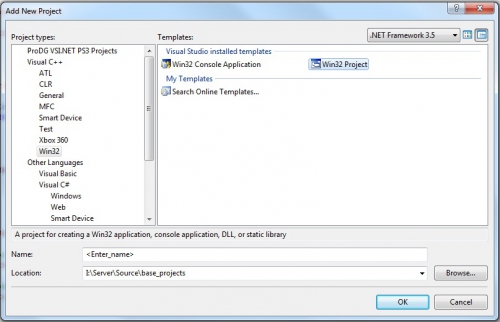 Add New Project
Project types:
Templates:
.NET Framework 3.5
ProDG VSI.NET PS3 Projects
Visual C++
ATL
CLR
General
MFC
Smart Device
Test
Xbox 360
Win32
Other Languages
Visual Basic
Visual C#
Windows
Web
Smart Device
Visual Studio installed templates
Win32 Console Application
Win32 Project
My Templates
Search Online Templates...
A project for creating a Win32 application, console application, DLL, or static library
Name:
<Enter_name>
Location:
I:\Server\Source\base_projects
Browse...
OK
Cancel